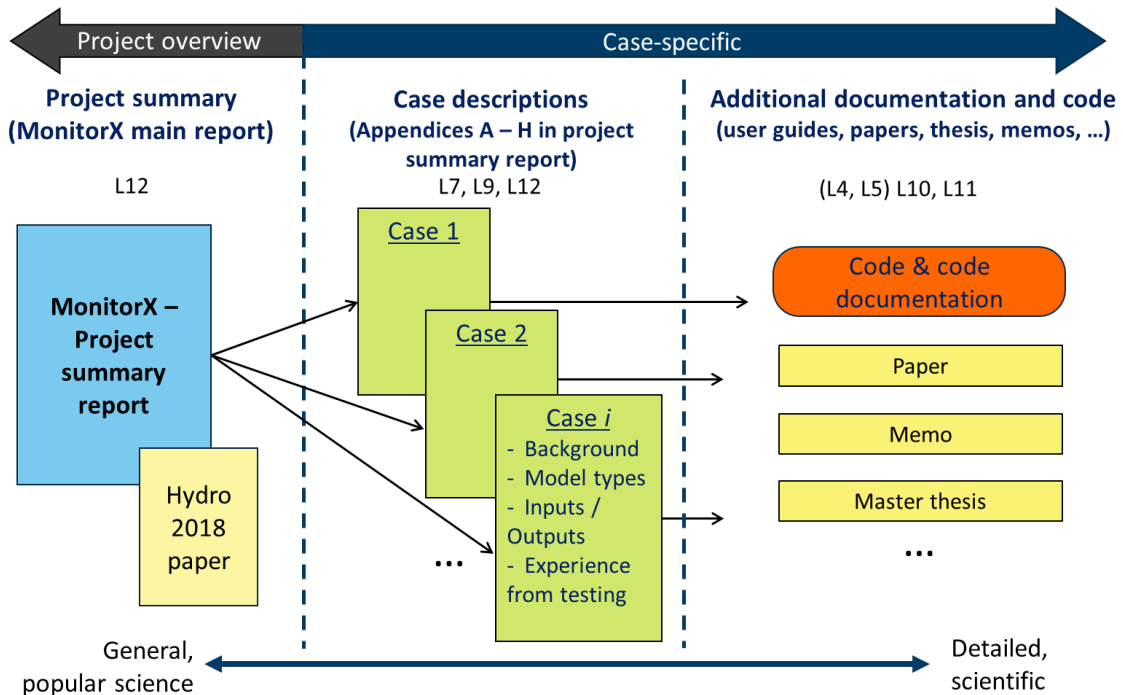 Project overview
Case-specific
Project summary
(MonitorX main report)
L12
MonitorX –
Project
summary
report
Hydro
2018
paper
Case descriptions
(Appendices A – H in project
summary report)
L7, L9, L12
Case 1
Case 2
Case i
- Background
- Model types
- Inputs /
Outputs
- Experience
from testing
...
Additional documentation and code
(user guides, papers, thesis, memos, ...)
(L4, L5) L10, L11
Code & code
documentation
Paper
Memo
Master thesis
...
General,
popular science
Detailed,
scientific